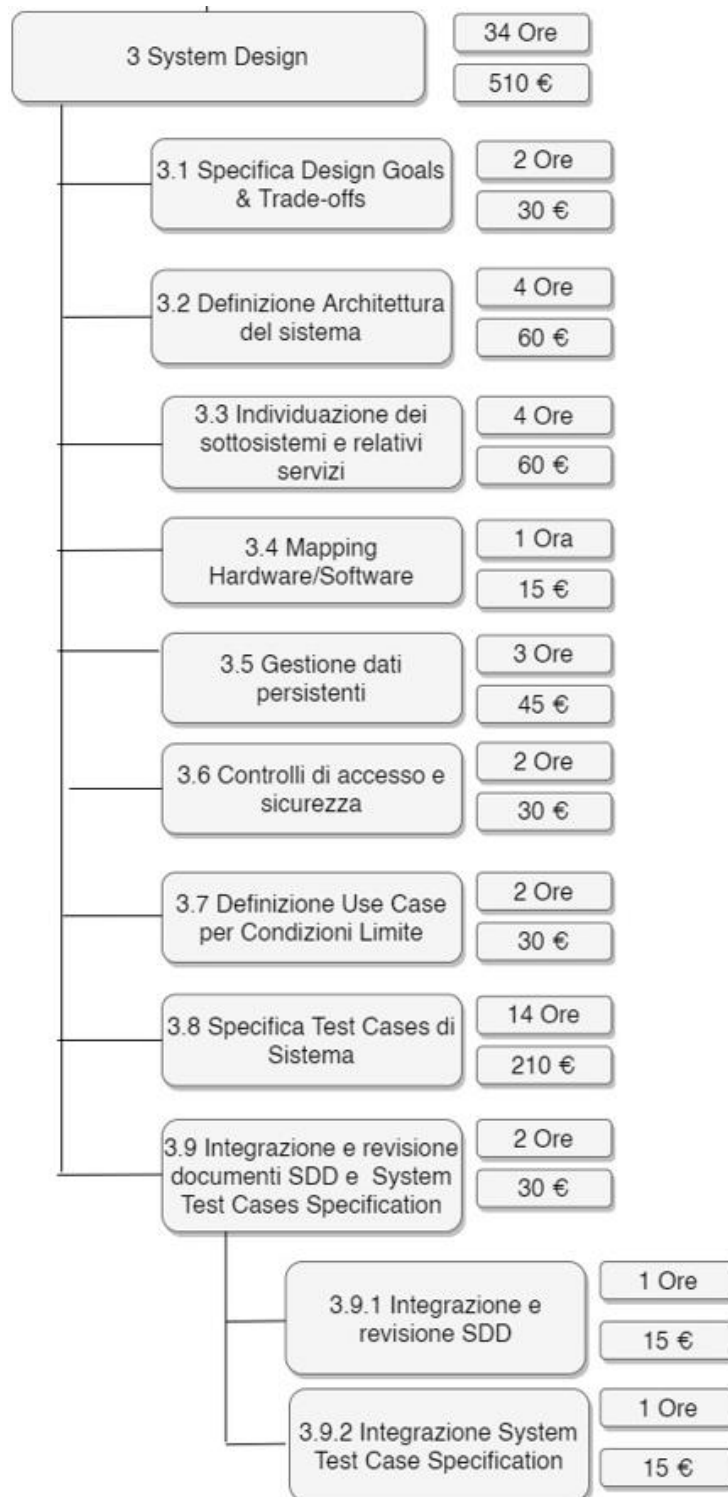 3 System Design
34 Ore
510 €
3.1 Specifica Design Goals
& Trade-offs
2 Ore
30 €
3.2 Definizione Architettura
del sistema
4 Ore
60 €
3.3 Individuazione dei
sottosistemi e relativi
servizi
4 Ore
60 €
3.4 Mapping
Hardware/Software
1 Ora
15 €
3.5 Gestione dati
persistenti
3 Ore
45 €
3.6 Controlli di accesso e
sicurezza
2 Ore
30 €
3.7 Definizione Use Case
per Condizioni Limite
2 Ore
30 €
3.8 Specifica Test Cases di
Sistema
14 Ore
210 €
3.9 Integrazione e revisione
documenti SDD e System
Test Cases Specification
2 Ore
30 €
3.9.1 Integrazione e
revisione SDD
1 Ore
15 €
3.9.2 Integrazione System
Test Case Specification
1 Ore
15 €